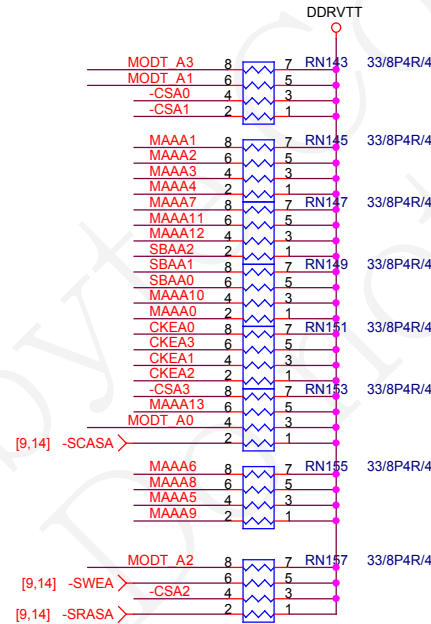 DDRVTT
MODT_A3 8 7 RN143 33/8P4R/4
MODT_A1 6 5
-CSA0 4 3
-CSA1 2 1
MAAA1 8 7 RN145 33/8P4R/4
MAAA2 6 5
MAAA3 4 3
MAAA4 2 1
MAAA7 8 7 RN147 33/8P4R/4
MAAA11 6 5
MAAA12 4 3
SBAA2 2 1
SBAA1 8 7 RN149 33/8P4R/4
SBAA0 6 5
MAAA10 4 3
MAAA0 2 1
CKEA0 8 7 RN151 33/8P4R/4
CKEA3 6 5
CKEA1 4 3
CKEA2 2 1
-CSA3 8 7 RN153 33/8P4R/4
MAAA13 6 5
MODT_A0 4 3
[9,14] -SCASA 2 1
MAAA6 8 7 RN155 33/8P4R/4
MAAA8 6 5
MAAA5 4 3
MAAA9 2 1
MODT_A2 8 7 RN157 33/8P4R/4
[9,14] -SWEA 6 5
-CSA2 4 3
[9,14] -SRASA 2 1